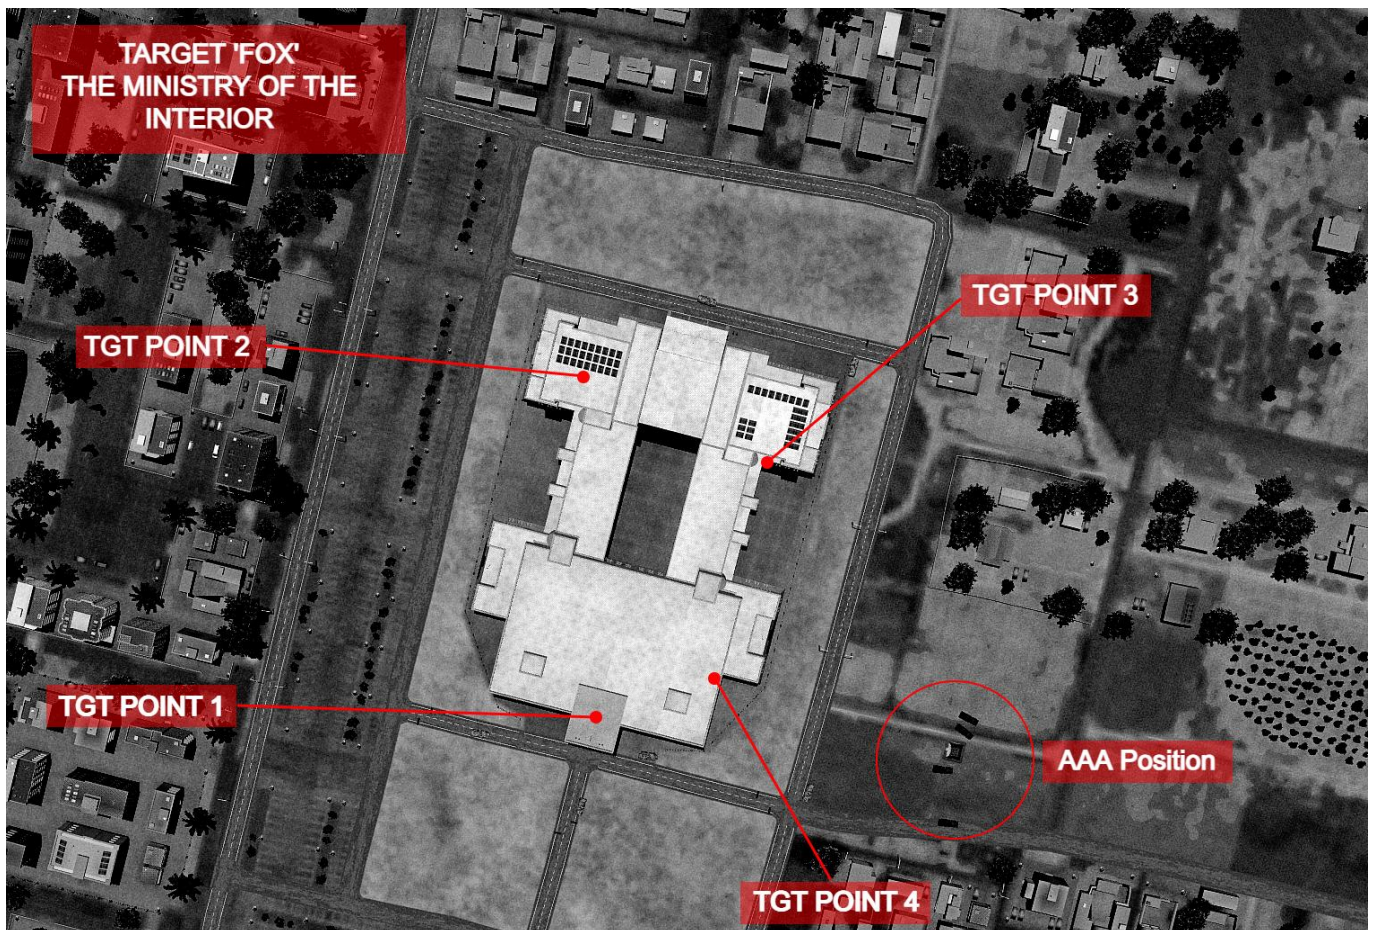 TARGET 'FOX'
THE MINISTRY OF THE
INTERIOR
TGT POINT 3
TGT POINT 2
TGT POINT 1
AAA Position
TGT POINT 4